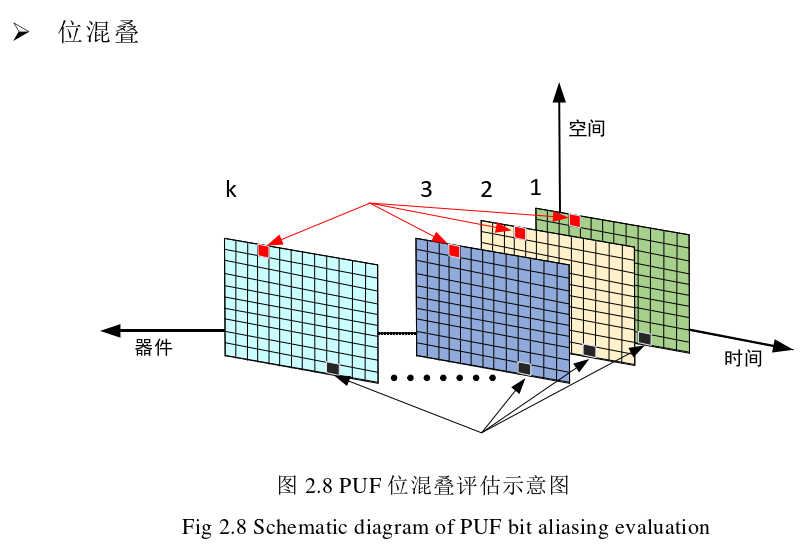 ➢ 位混叠
空间
k 3 2 1
器件
时间
图 2.8 PUF 位混叠评估示意图
Fig 2.8 Schematic diagram of PUF bit aliasing evaluation